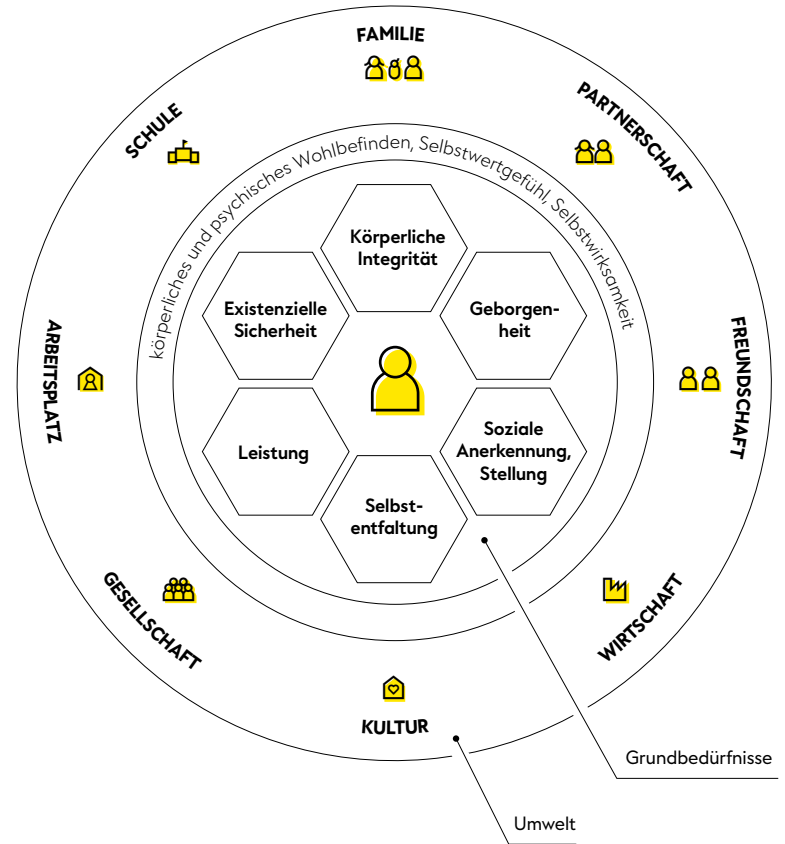 FAMILIE
PARTNERSCHAFT
SCHULE
körperliches und psychisches Wohlbefinden, Selbstwertgefühl, Selbstwirksamkeit
Körperliche
Integrität
Existenzielle
Sicherheit
Geborgen-
heit
ARBEITSPLATZ
FREUNDSCHAFT
Leistung
Soziale
Anerkennung,
Stellung
Selbst-
entfaltung
GESELLSCHAFT
WIRTSCHAFT
KULTUR
Grundbedürfnisse
Umwelt